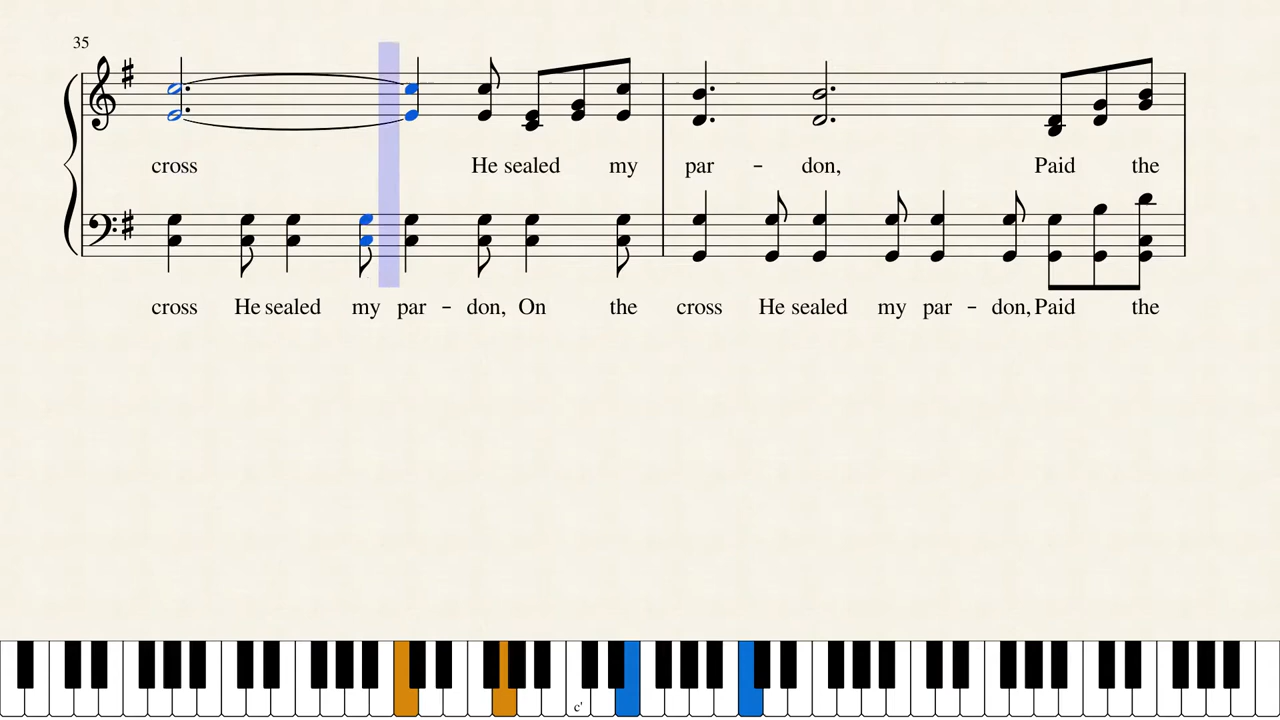 35
cross He sealed my par - don, Paid the
cross He sealed my par - don, On the cross He sealed my par - don, Paid the
c'